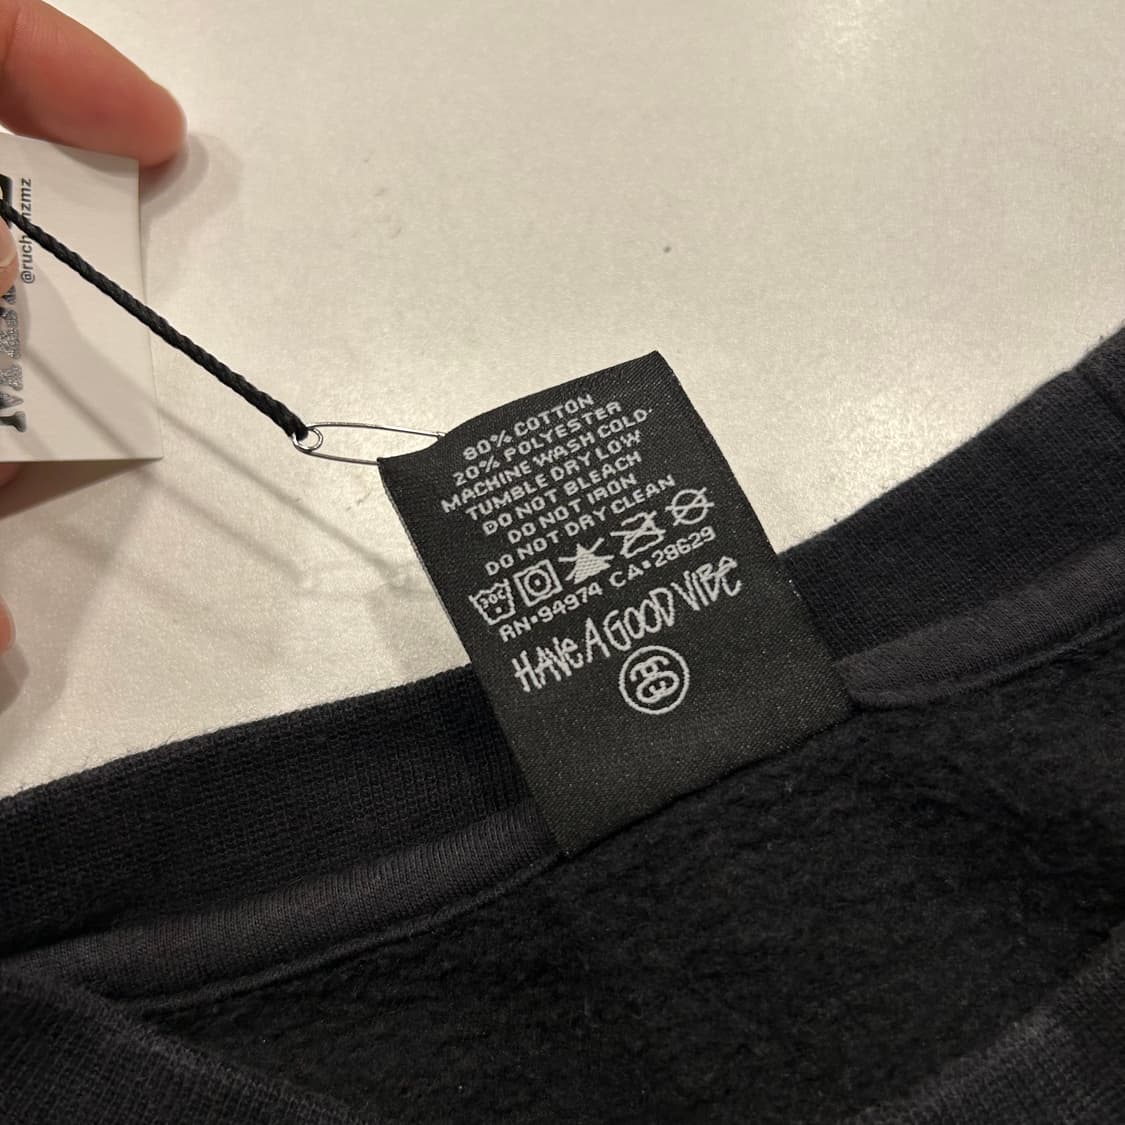 80% COTTON
20% POLYESTER
MACHINE WASH COLD
TUMBLE DRY LOW
DO NOT BLEACH
DO NOT IRON
DO NOT DRY CLEAN
30C
RN•94974 CA•28629
HAVE A GOOD VIBE